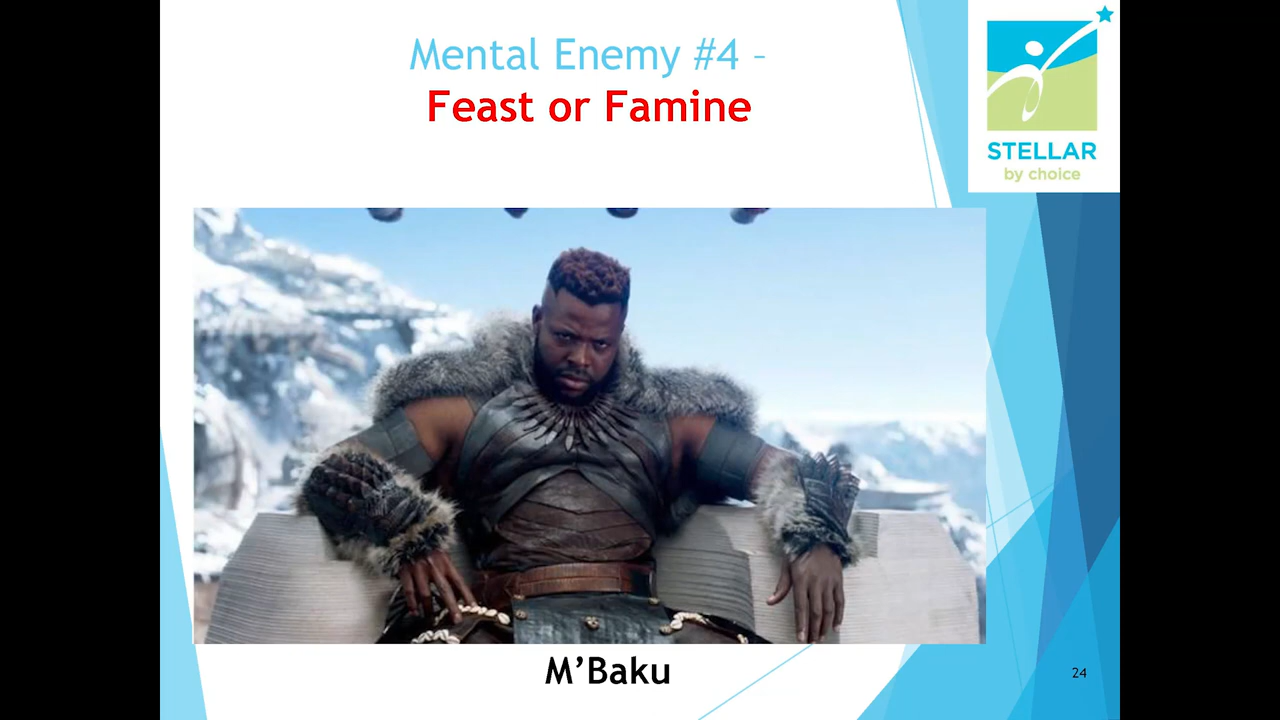 Mental Enemy #4 –
Feast or Famine
STELLAR
by choice
M’Baku
24